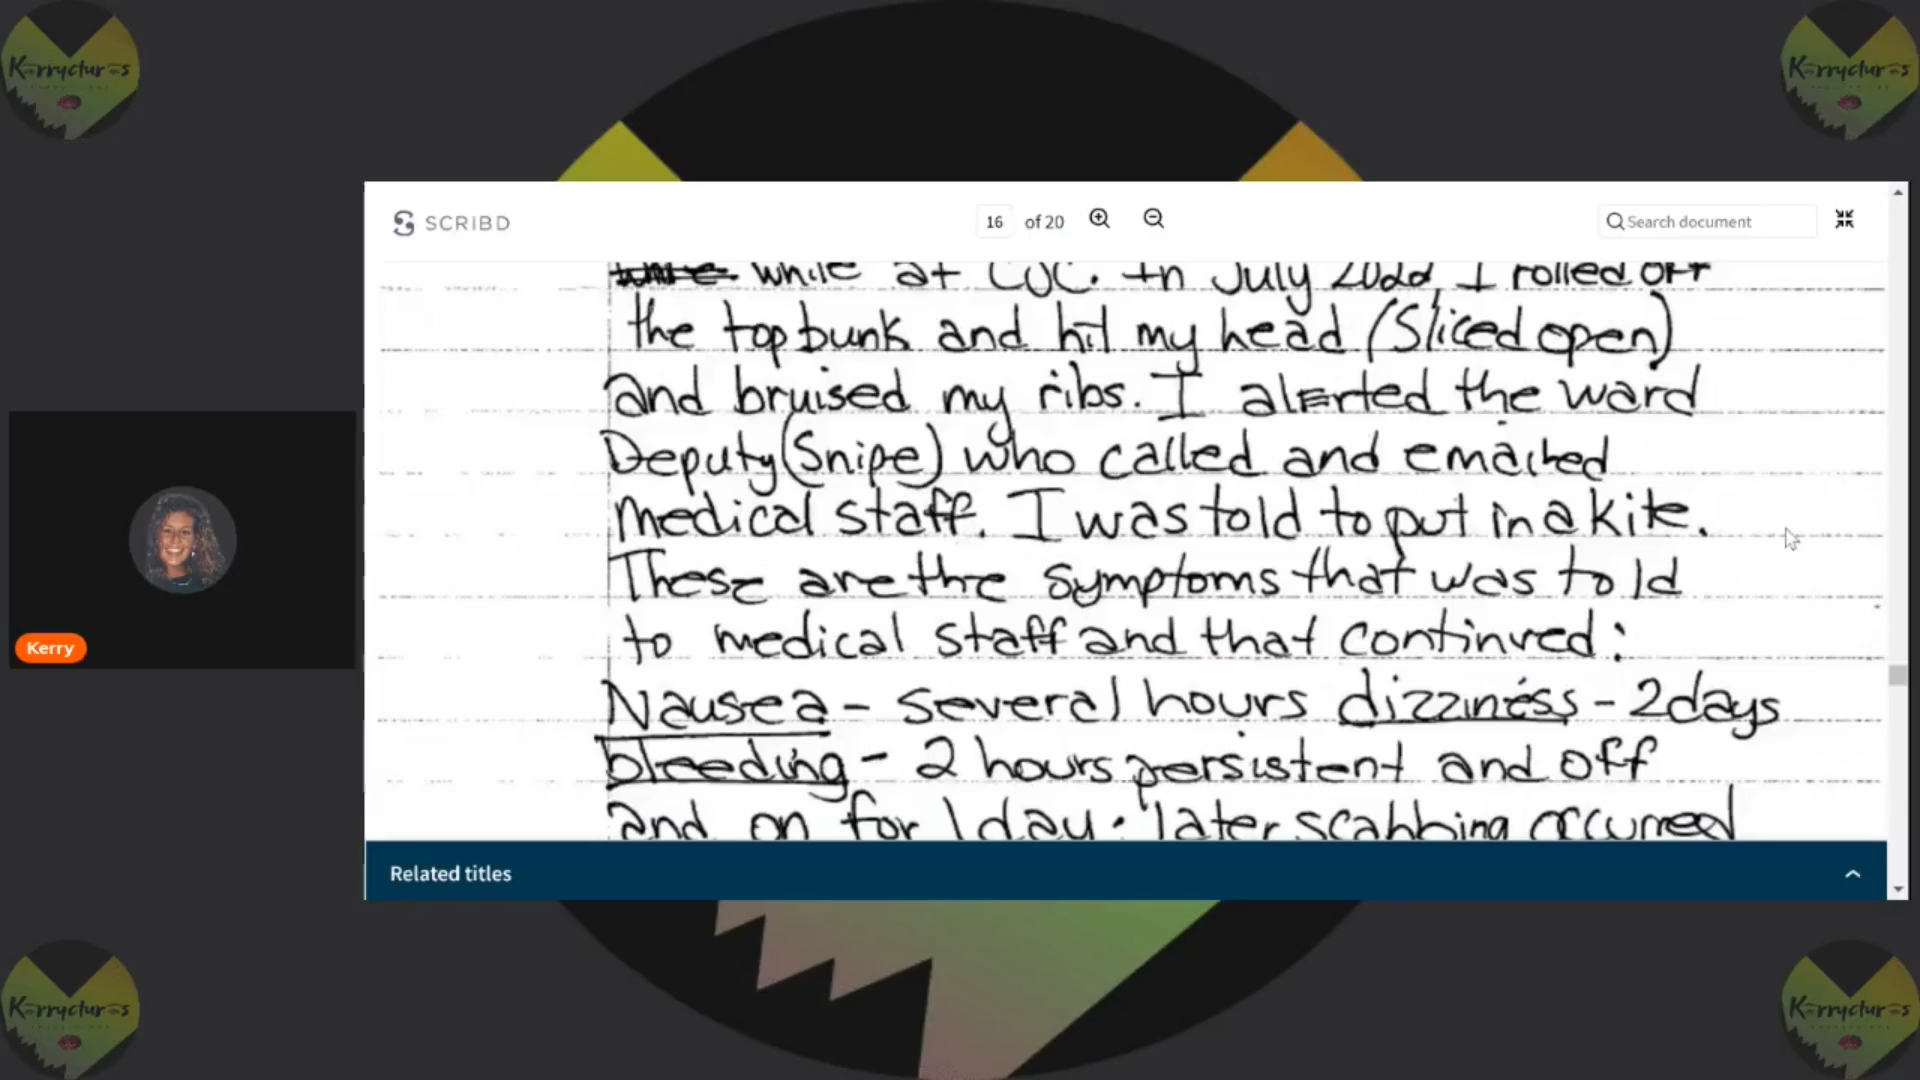 Kerryctures
Kerryctures
SCRIBD
16 of 20
Search document
while at CJC. In July 2022, I rolled off
the top bunk and hit my head (Sliced open)
and bruised my ribs. I alerted the ward
Deputy (Snipe) who called and emailed
medical staff. I was told to put in a kite.
These are the symptoms that was told
to medical staff and that continued:
Nausea - several hours dizziness - 2 days
bleeding - 2 hours persistent and off
and on for 1 day. later scabbing occurred
Kerry
Related titles
Kerryctures
Kerryctures